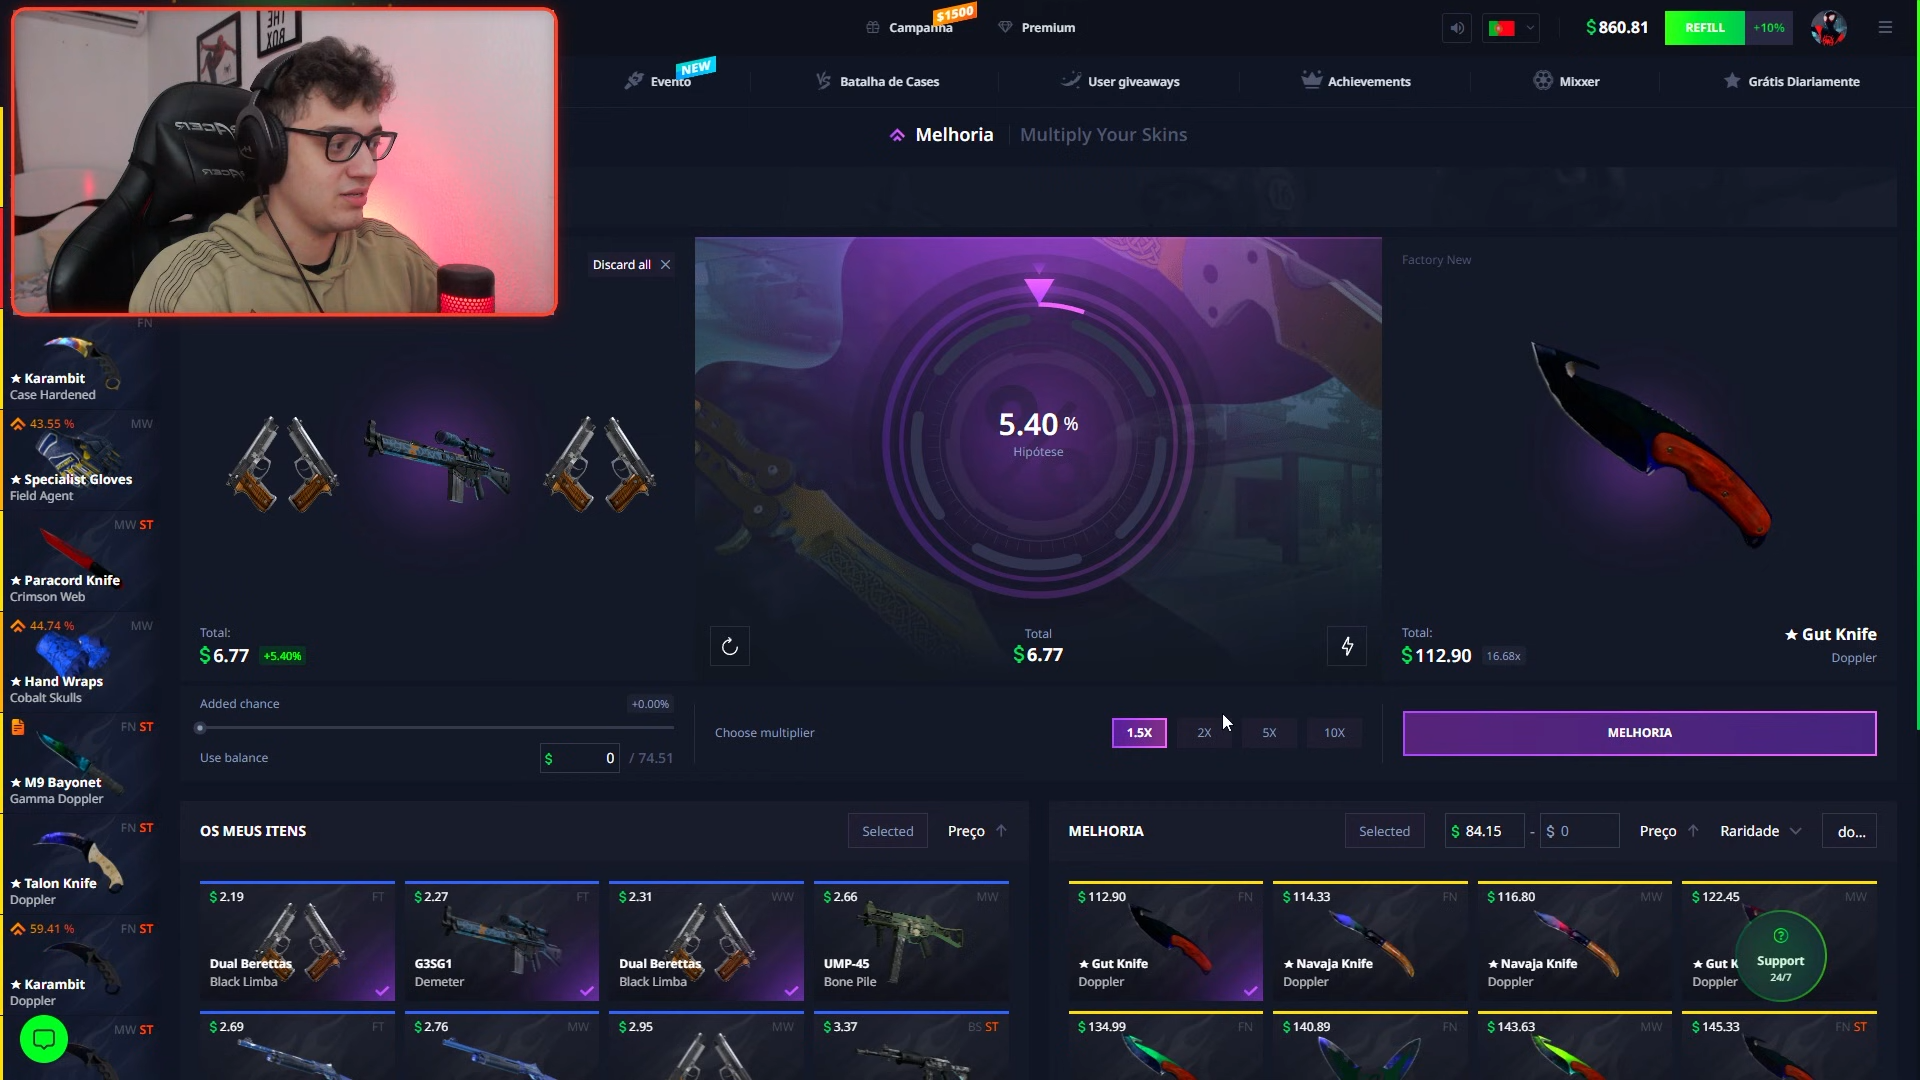 Campanha
$1500
Premium
$860.81
REFILL
+10%
Evento
NEW
Batalha de Cases
User giveaways
Achievements
Mixxer
Grátis Diariamente
THE
BOX
Melhoria
Multiply Your Skins
Discard all
Factory New
FN
★ Karambit
Case Hardened
43.55 %
MW
★ Specialist Gloves
Field Agent
MW ST
★ Paracord Knife
Crimson Web
44.74 %
MW
★ Hand Wraps
Cobalt Skulls
FN ST
★ M9 Bayonet
Gamma Doppler
FN ST
★ Talon Knife
Doppler
59.41 %
FN ST
★ Karambit
Doppler
MW ST
5.40 %
Hipótese
Total:
$6.77
+5.40%
Total
$6.77
Total:
$112.90
16.68x
★ Gut Knife
Doppler
Added chance
+0.00%
Use balance
$ 0
/ 74.51
Choose multiplier
1.5X
2X
5X
10X
MELHORIA
OS MEUS ITENS
Selected
Preço
MELHORIA
Selected
$ 84.15
-
$ 0
Preço
Raridade
do...
$2.19
FT
Dual Berettas
Black Limba
$2.27
FT
G3SG1
Demeter
$2.31
WW
Dual Berettas
Black Limba
$2.66
MW
UMP-45
Bone Pile
$112.90
FN
★ Gut Knife
Doppler
$114.33
FN
★ Navaja Knife
Doppler
$116.80
MW
★ Navaja Knife
Doppler
$122.45
MW
★ Gut K
Doppler
Support
24/7
$2.69
FT
$2.76
MW
$2.95
MW
$3.37
BS ST
$134.99
FN
$140.89
FN
$143.63
MW
$145.33
FN ST